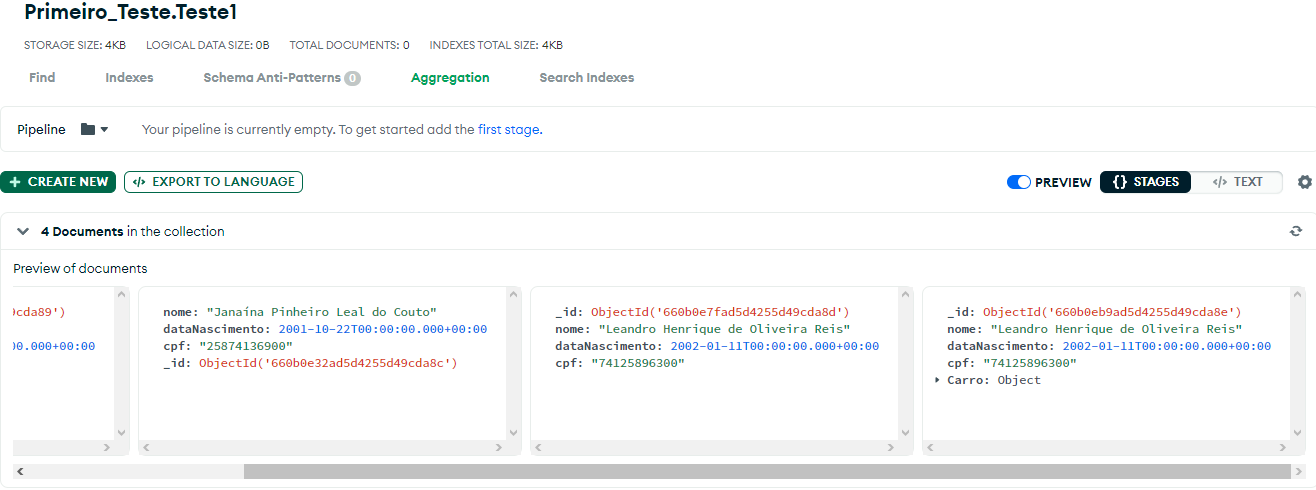 Primeiro_Teste.Teste1
STORAGE SIZE: 4KB LOGICAL DATA SIZE: 0B TOTAL DOCUMENTS: 0 INDEXES TOTAL SIZE: 4KB
Find Indexes Schema Anti-Patterns 0 Aggregation Search Indexes
Pipeline Your pipeline is currently empty. To get started add the first stage.
+ CREATE NEW </> EXPORT TO LANGUAGE PREVIEW {} STAGES </> TEXT
4 Documents in the collection
Preview of documents
cda89')
00.000+00:00
nome: "Janaína Pinheiro Leal do Couto"
dataNascimento: 2001-10-22T00:00:00.000+00:00
cpf: "25874136900"
_id: ObjectId('660b0e32ad5d4255d49cda8c')
_id: ObjectId('660b0e7fad5d4255d49cda8d')
nome: "Leandro Henrique de Oliveira Reis"
dataNascimento: 2002-01-11T00:00:00.000+00:00
cpf: "74125896300"
_id: ObjectId('660b0eb9ad5d4255d49cda8e')
nome: "Leandro Henrique de Oliveira Reis"
dataNascimento: 2002-01-11T00:00:00.000+00:00
cpf: "74125896300"
Carro: Object